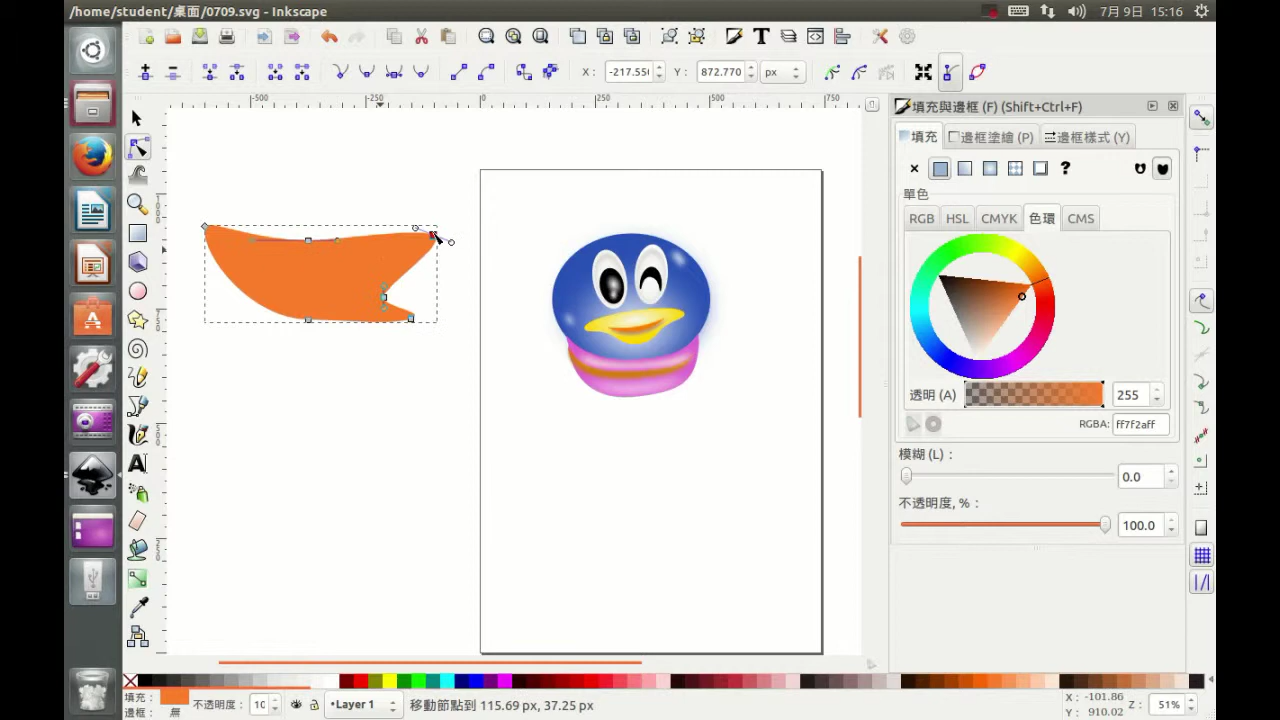 /home/student/桌面/0709.svg - Inkscape
7月 9日 15:16
X : -217.550
Y : 872.770
px
填充與邊框 (F) (Shift+Ctrl+F)
填充
邊框塗繪 (P)
邊框樣式 (Y)
?
單色
RGB
HSL
CMYK
色環
CMS
透明 (A)
255
RGBA: ff7f2aff
模糊 (L) :
0.0
不透明度, % :
100.0
-500
-250
0
250
500
750
填充:
邊框: 無
不透明度: 10
•Layer 1
移動節點到 115.69 px, 37.25 px
X : -101.86
Y : 910.02
51%